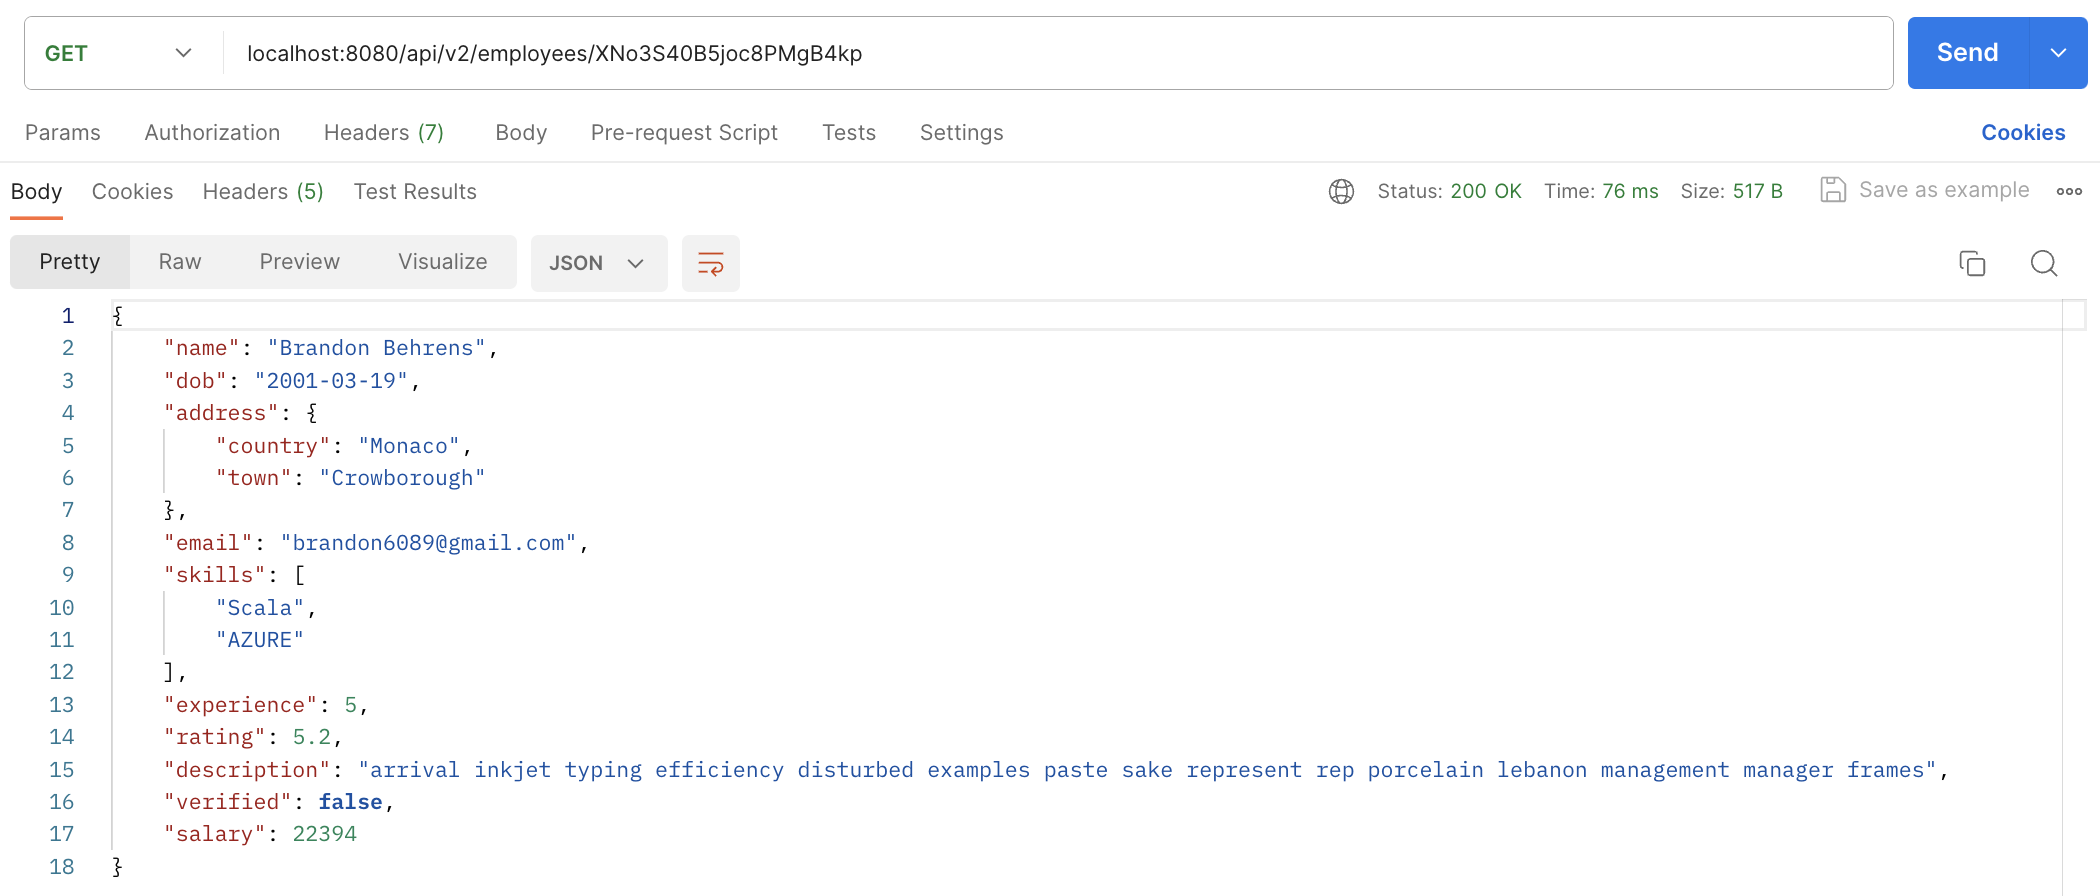 GET localhost:8080/api/v2/employees/XNo3S40B5joc8PMgB4kp Send
Params Authorization Headers (7) Body Pre-request Script Tests Settings Cookies
Body Cookies Headers (5) Test Results Status: 200 OK Time: 76 ms Size: 517 B Save as example
Pretty Raw Preview Visualize JSON
1 {
2 "name": "Brandon Behrens",
3 "dob": "2001-03-19",
4 "address": {
5 "country": "Monaco",
6 "town": "Crowborough"
7 },
8 "email": "brandon6089@gmail.com",
9 "skills": [
10 "Scala",
11 "AZURE"
12 ],
13 "experience": 5,
14 "rating": 5.2,
15 "description": "arrival inkjet typing efficiency disturbed examples paste sake represent rep porcelain lebanon management manager frames",
16 "verified": false,
17 "salary": 22394
18 }